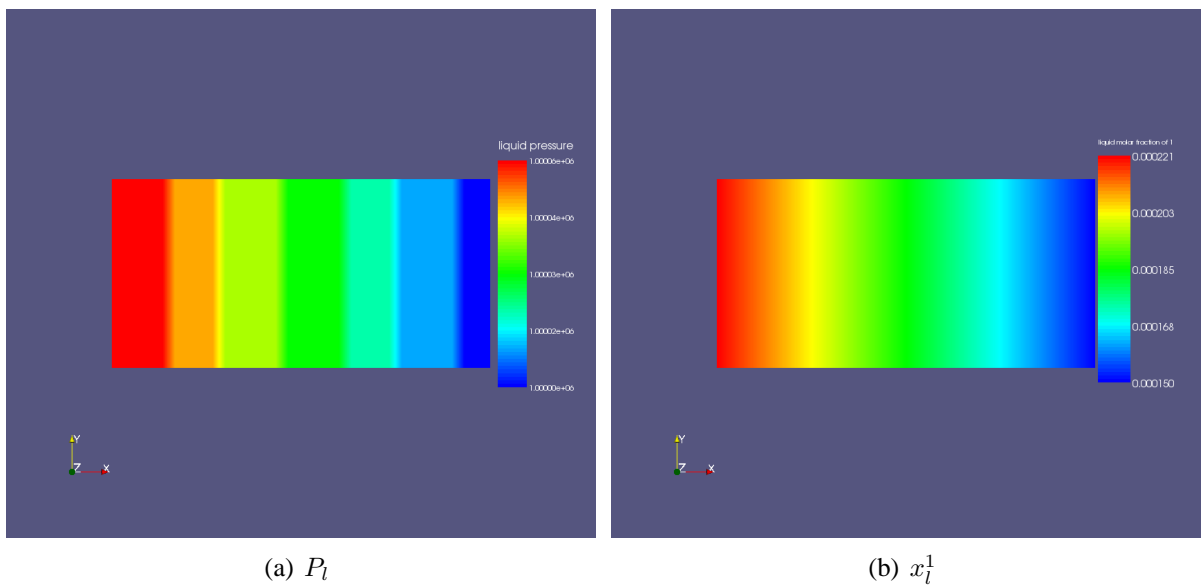 liquid pressure
1.00006e+06
1.00004e+06
1.00003e+06
1.00002e+06
1.00000e+06
Y
Z X
(a) P_l
liquid molar fraction of 1
0.000221
0.000203
0.000185
0.000168
0.000150
Y
Z X
(b) x_l^1